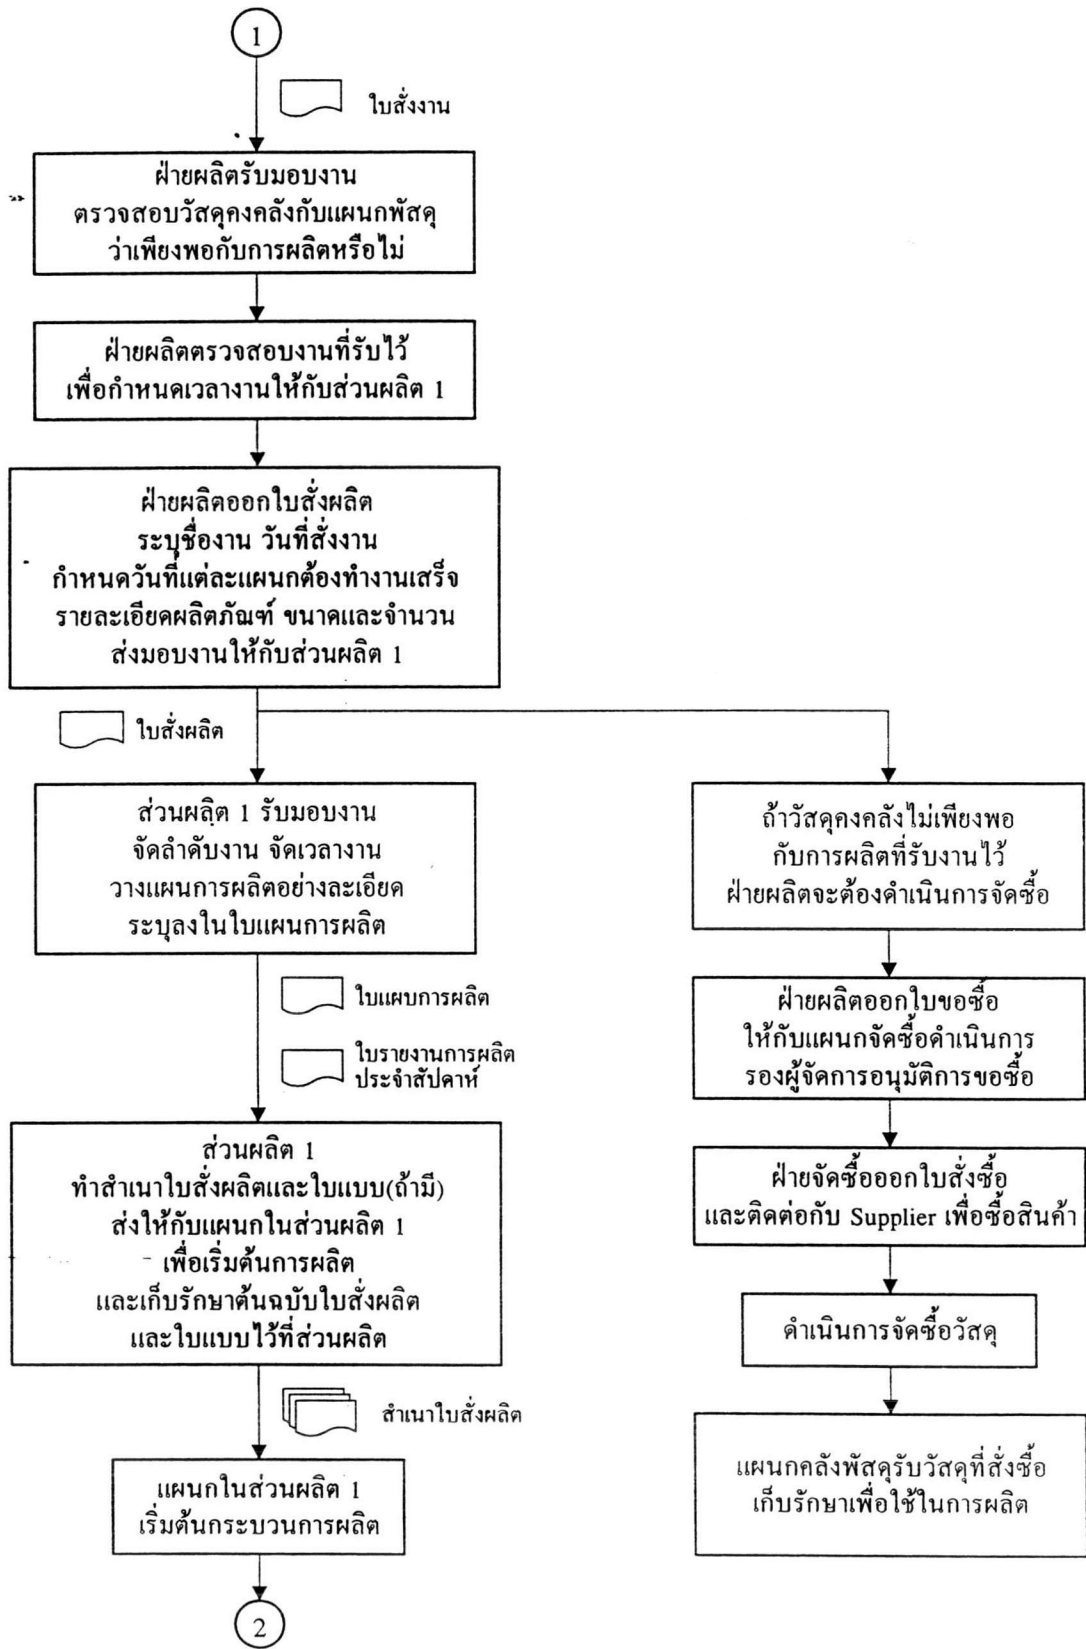 1
ใบสั่งงาน
ฝ่ายผลิตรับมอบงาน
ตรวจสอบวัสดุคงคลังกับแผนกพัสดุ
ว่าเพียงพอกับการผลิตหรือไม่
ฝ่ายผลิตตรวจสอบงานที่รับไว้
เพื่อกำหนดเวลางานให้กับส่วนผลิต 1
ฝ่ายผลิตออกใบสั่งผลิต
ระบุชื่องาน วันที่สั่งงาน
กำหนดวันที่แต่ละแผนกต้องทำงานเสร็จ
รายละเอียดผลิตภัณฑ์ ขนาดและจำนวน
ส่งมอบงานให้กับส่วนผลิต 1
ใบสั่งผลิต
ส่วนผลิต 1 รับมอบงาน
จัดลำดับงาน จัดเวลางาน
วางแผนการผลิตอย่างละเอียด
ระบุลงในใบแผนการผลิต
ใบแผบการผลิต
ใบรายงานการผลิต
ประจำสัปดาห์
ส่วนผลิต 1
ทำสำเนาใบสั่งผลิตและใบแบบ(ถ้ามี)
ส่งให้กับแผนกในส่วนผลิต 1
เพื่อเริ่มต้นการผลิต
และเก็บรักษาต้นฉบับใบสั่งผลิต
และใบแบบไว้ที่ส่วนผลิต
สำเนาใบสั่งผลิต
แผนกในส่วนผลิต 1
เริ่มต้นกระบวนการผลิต
2
ถ้าวัสดุคงคลังไม่เพียงพอ
กับการผลิตที่รับงานไว้
ฝ่ายผลิตจะต้องดำเนินการจัดซื้อ
ฝ่ายผลิตออกใบขอซื้อ
ให้กับแผนกจัดซื้อดำเนินการ
รองผู้จัดการอนุมัติการขอซื้อ
ฝ่ายจัดซื้อออกใบสั่งซื้อ
และติดต่อกับ Supplier เพื่อซื้อสินค้า
ดำเนินการจัดซื้อวัสดุ
แผนกคลังพัสดุรับวัสดุที่สั่งซื้อ
เก็บรักษาเพื่อใช้ในการผลิต